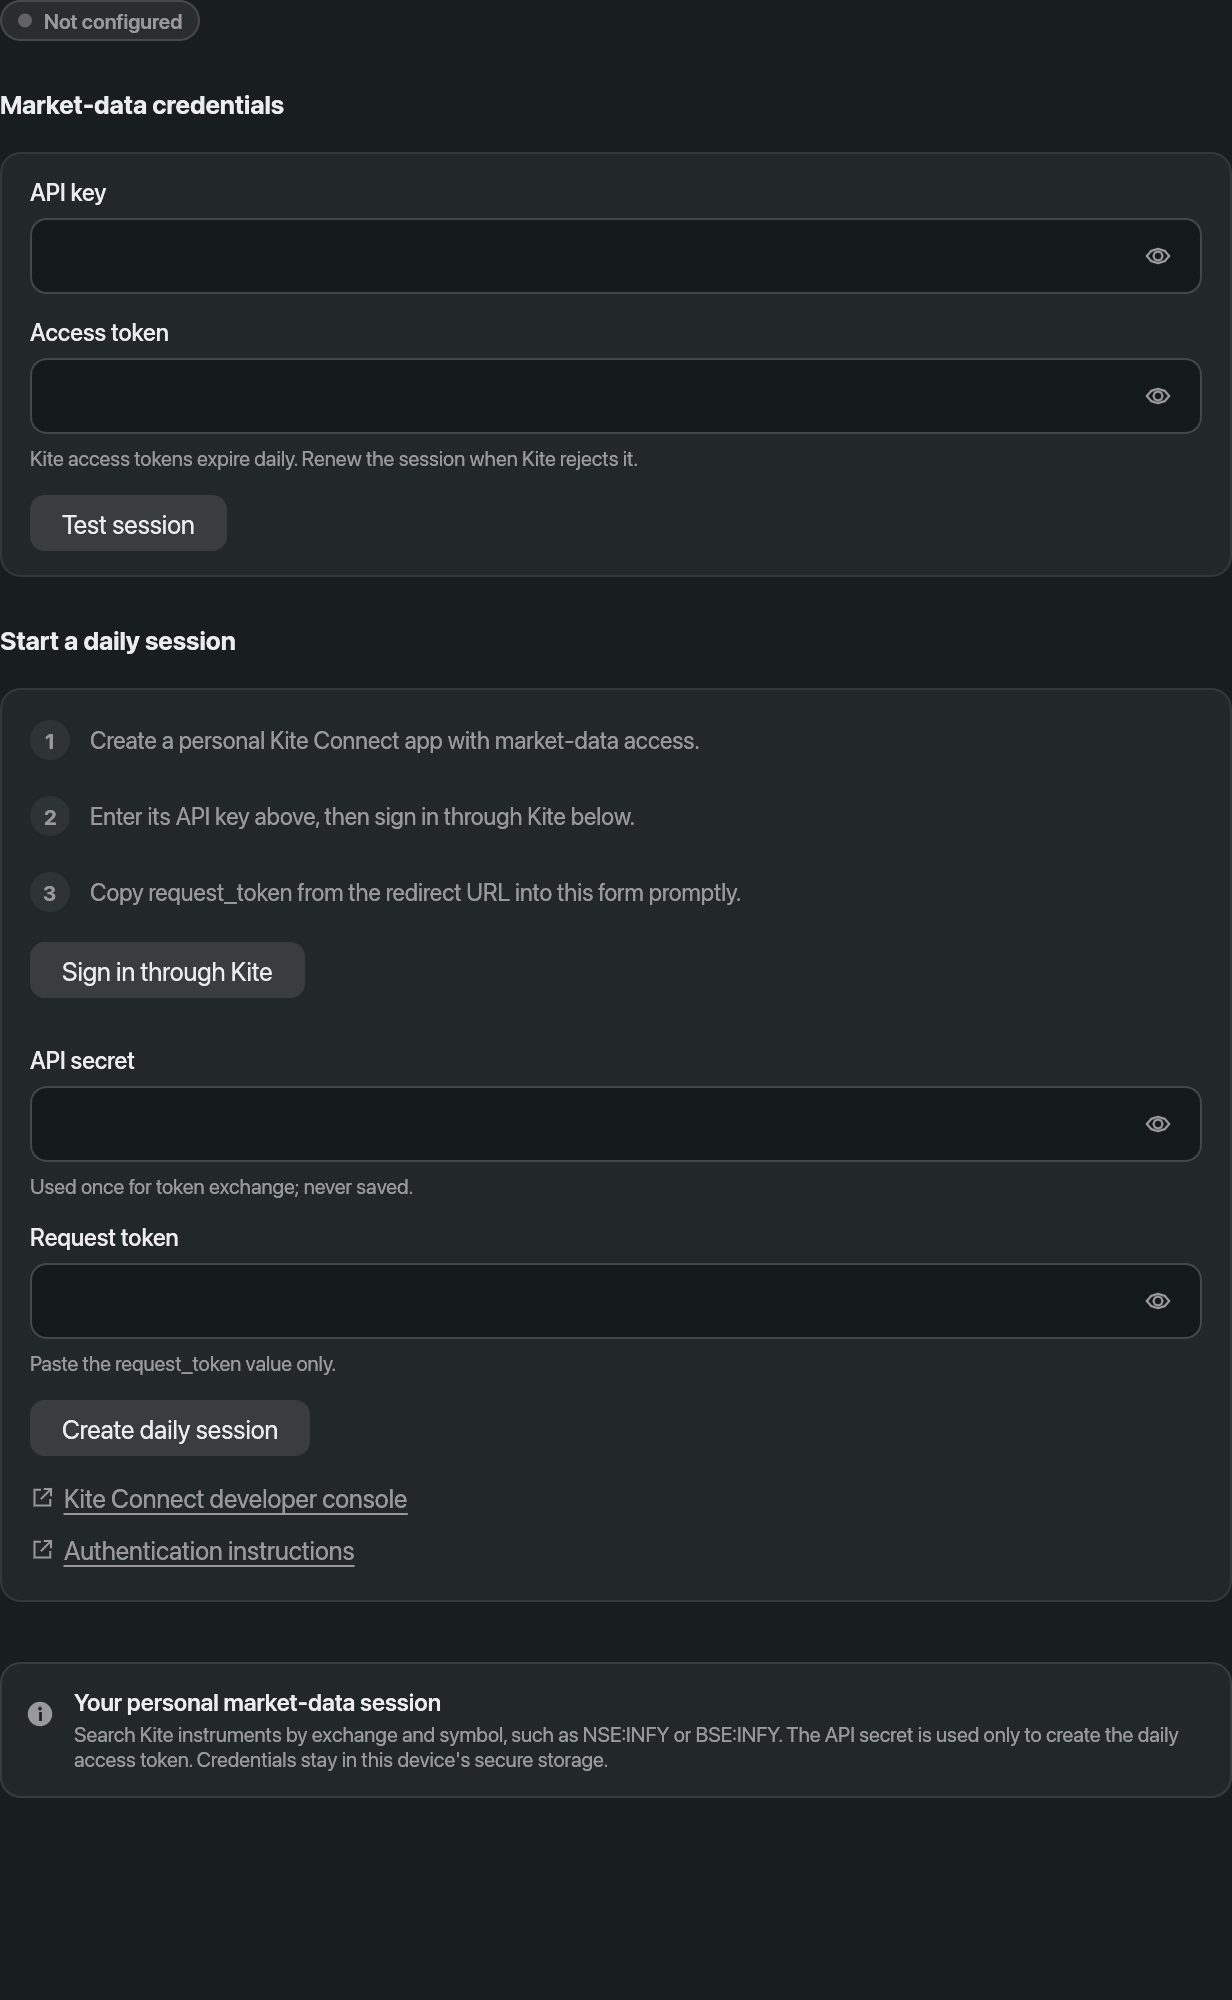 Not configured
Market-data credentials
API key
Access token
Kite access tokens expire daily. Renew the session when Kite rejects it.
Test session
Start a daily session
1 Create a personal Kite Connect app with market-data access.
2 Enter its API key above, then sign in through Kite below.
3 Copy request_token from the redirect URL into this form promptly.
Sign in through Kite
API secret
Used once for token exchange; never saved.
Request token
Paste the request_token value only.
Create daily session
Kite Connect developer console
Authentication instructions
Your personal market-data session
Search Kite instruments by exchange and symbol, such as NSE:INFY or BSE:INFY. The API secret is used only to create the daily
access token. Credentials stay in this device's secure storage.